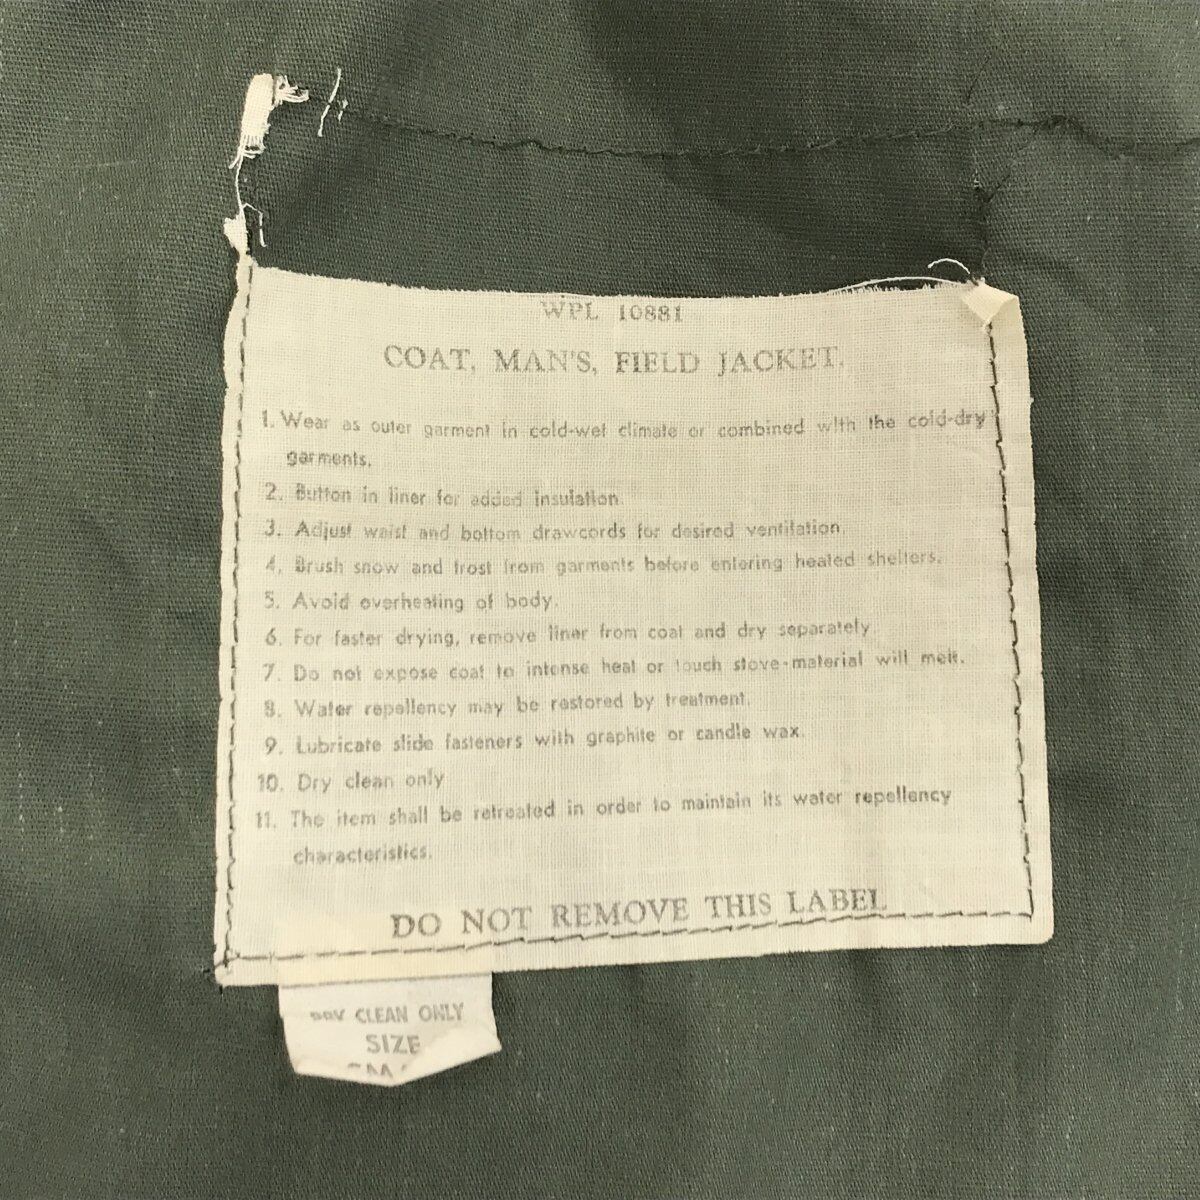 WPL 10881
COAT, MAN'S, FIELD JACKET.
1. Wear as outer garment in cold-wet climate or combined with the cold-dry
garments.
2. Button in liner for added insulation.
3. Adjust waist and bottom drawcords for desired ventilation.
4. Brush snow and frost from garments before entering heated shelters.
5. Avoid overheating of body.
6. For faster drying, remove liner from coat and dry separately.
7. Do not expose coat to intense heat or touch stove-material will melt.
8. Water repellency may be restored by treatment.
9. Lubricate slide fasteners with graphite or candle wax.
10. Dry clean only
11. The item shall be retreated in order to maintain its water repellency
characteristics.
DO NOT REMOVE THIS LABEL
DRY CLEAN ONLY
SIZE